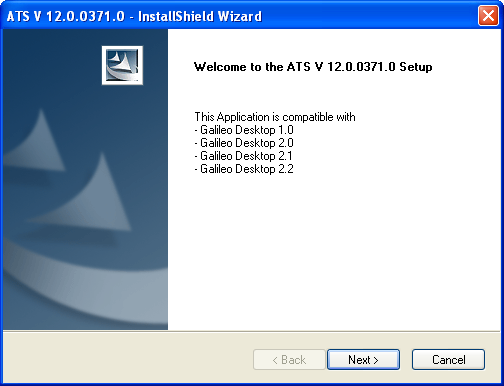 ATS V 12.0.0371.0 - InstallShield Wizard
Welcome to the ATS V 12.0.0371.0 Setup
This Application is compatible with
- Galileo Desktop 1.0
- Galileo Desktop 2.0
- Galileo Desktop 2.1
- Galileo Desktop 2.2
< Back Next > Cancel